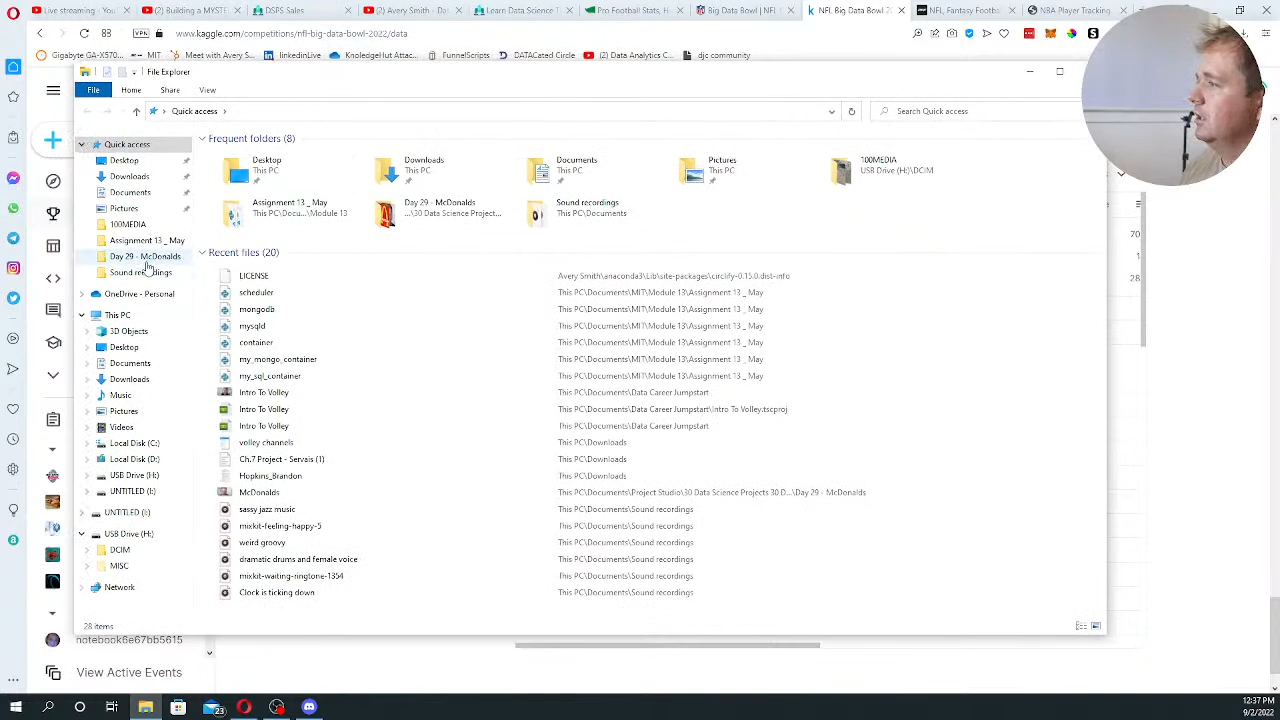 (2) Live streaming - You
(2) Building a MYSTE
DSPS Sales
(2) Avery Smith - Dat
Learn Data Science T
Pro Football Stats, H
Big Data Bowl | NFL F
NFL Big Data Bowl 20
NFL, Fantasy Footba
NBA Player Tracking
VPN
www.kaggle.com/competitions/nfl-big-data-bowl-2022/data
Gigabyte GA-X570
MIT
Meet with Avery S
linkedIn
KnoledgeHut Attac
FunnelScripts
DATACated Circle
(2) Data Analytics C
djc content
File Explorer
File
Home
Share
View
Quick access
Search Quick access
Quick access
Desktop
Downloads
Documents
Pictures
100MEDIA
Assignment 13 _ May
Day 29 - McDonalds
Sound recordings
OneDrive - Personal
This PC
3D Objects
Desktop
Documents
Downloads
Music
Pictures
Videos
Local Disk (C:)
Local Disk (D:)
USB Drive (H:)
UNTITLED (I:)
UNTITLED (I:)
USB Drive (H:)
DCIM
MISC
Network
Frequent folders (8)
Desktop
This PC
Downloads
This PC
Documents
This PC
Pictures
This PC
100MEDIA
USB Drive (H:)\DCIM
Assignment 13 _ May
This PC\Docu...\Module 13
Day 29 - McDonalds
...\30 Data Science Project...
Sound recordings
This PC\Documents
Recent files (20)
LICENSE Avery Smith\anaconda3\Lib\site-packages\circlify-0.15.0.dist-info
scheduler This PC\Documents\MIT\Module 13\Assignment 13 _ May
mongodb This PC\Documents\MIT\Module 13\Assignment 13 _ May
mysqld This PC\Documents\MIT\Module 13\Assignment 13 _ May
container This PC\Documents\MIT\Module 13\Assignment 13 _ May
my_mongo_container This PC\Documents\MIT\Module 13\Assignment 13 _ May
my_sql_container This PC\Documents\MIT\Module 13\Assignment 13 _ May
Intro To Volley This PC\Documents\Data Career Jumpstart
Intro To Volley This PC\Documents\Data Career Jumpstart\Intro To Volley.tscproj
Intro To Volley This PC\Documents\Data Career Jumpstart
volley channels This PC\Downloads
Ch.7 Project - Servais (1) This PC\Downloads
Hopkins_Brandon This PC\Downloads
McDonalds This PC\Documents\Project Studio\30 Data Science Projects 30 D...\Day 29 - McDonalds
sassy jazz music This PC\Documents\Sound recordings
mixkit-feeling-happy-5 This PC\Documents\Sound recordings
weird groovy This PC\Documents\Sound recordings
dramatic drums and female voice This PC\Documents\Sound recordings
mixkit-waiting-ringtone-1354 This PC\Documents\Sound recordings
Clock is ticking down This PC\Documents\Sound recordings
28 items
70
1
28
notebook6e67bb5615
View Active Events
23
12:37 PM
9/2/2022